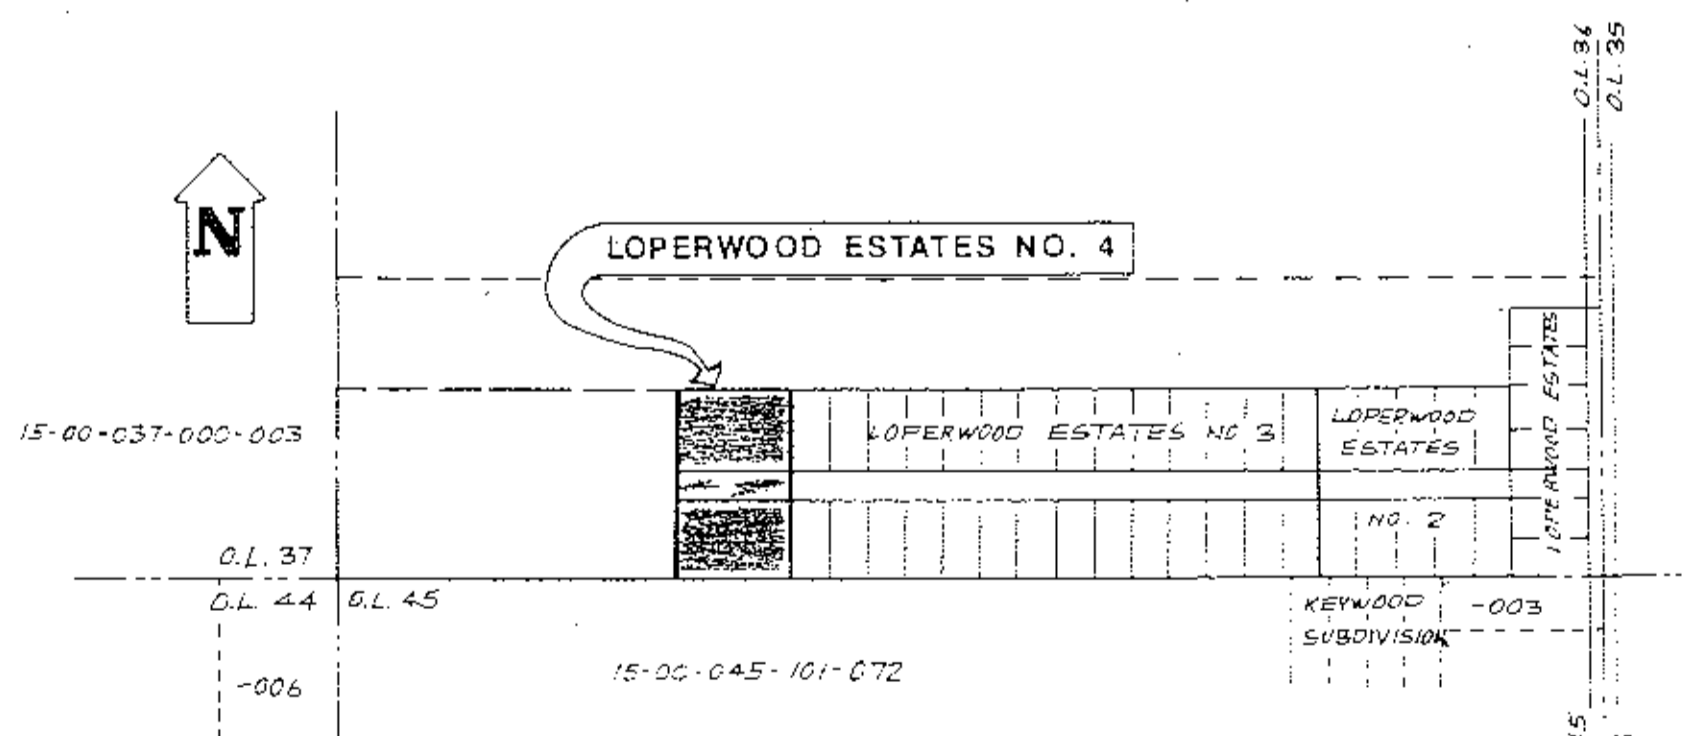 O.L. 36
O.L. 35
N
LOPERWOOD ESTATES NO. 4
LOPERWOOD ESTATES
15-00-037-000-003
LOPERWOOD ESTATES NO 3
LOPERWOOD
ESTATES
NO. 2
O.L. 37
O.L. 44
O.L. 45
KEYWOOD
SUBDIVISION
-003
-006
15-00-045-101-072